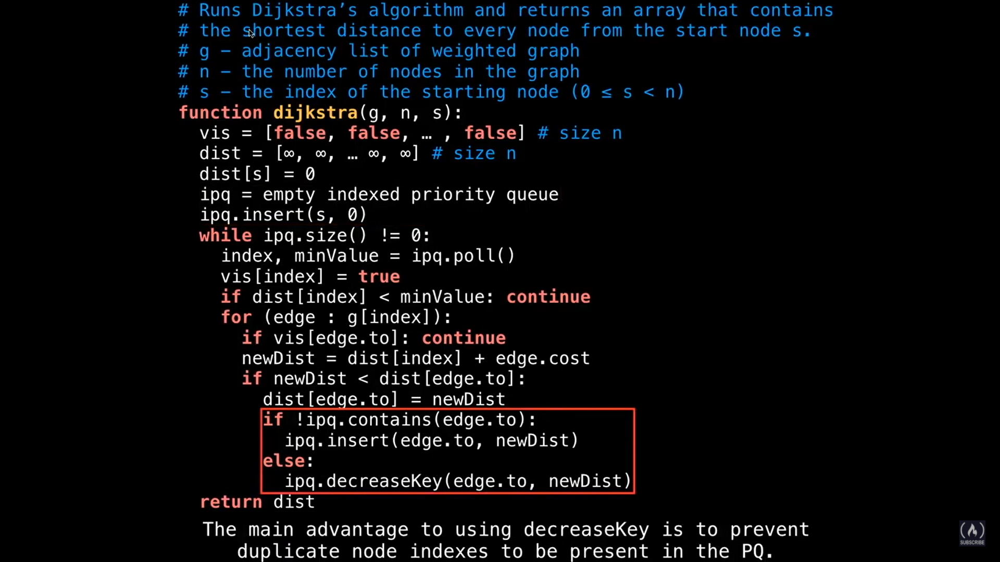 # Runs Dijkstra’s algorithm and returns an array that contains
# the shortest distance to every node from the start node s.
# g – adjacency list of weighted graph
# n – the number of nodes in the graph
# s – the index of the starting node (0 ≤ s < n)
function dijkstra(g, n, s):
  vis = [false, false, … , false] # size n
  dist = [∞, ∞, … ∞, ∞] # size n
  dist[s] = 0
  ipq = empty indexed priority queue
  ipq.insert(s, 0)
  while ipq.size() != 0:
    index, minValue = ipq.poll()
    vis[index] = true
    if dist[index] < minValue: continue
    for (edge : g[index]):
      if vis[edge.to]: continue
      newDist = dist[index] + edge.cost
      if newDist < dist[edge.to]:
        dist[edge.to] = newDist
        if !ipq.contains(edge.to):
          ipq.insert(edge.to, newDist)
        else:
          ipq.decreaseKey(edge.to, newDist)
  return dist
The main advantage to using decreaseKey is to prevent
duplicate node indexes to be present in the PQ.
SUBSCRIBE